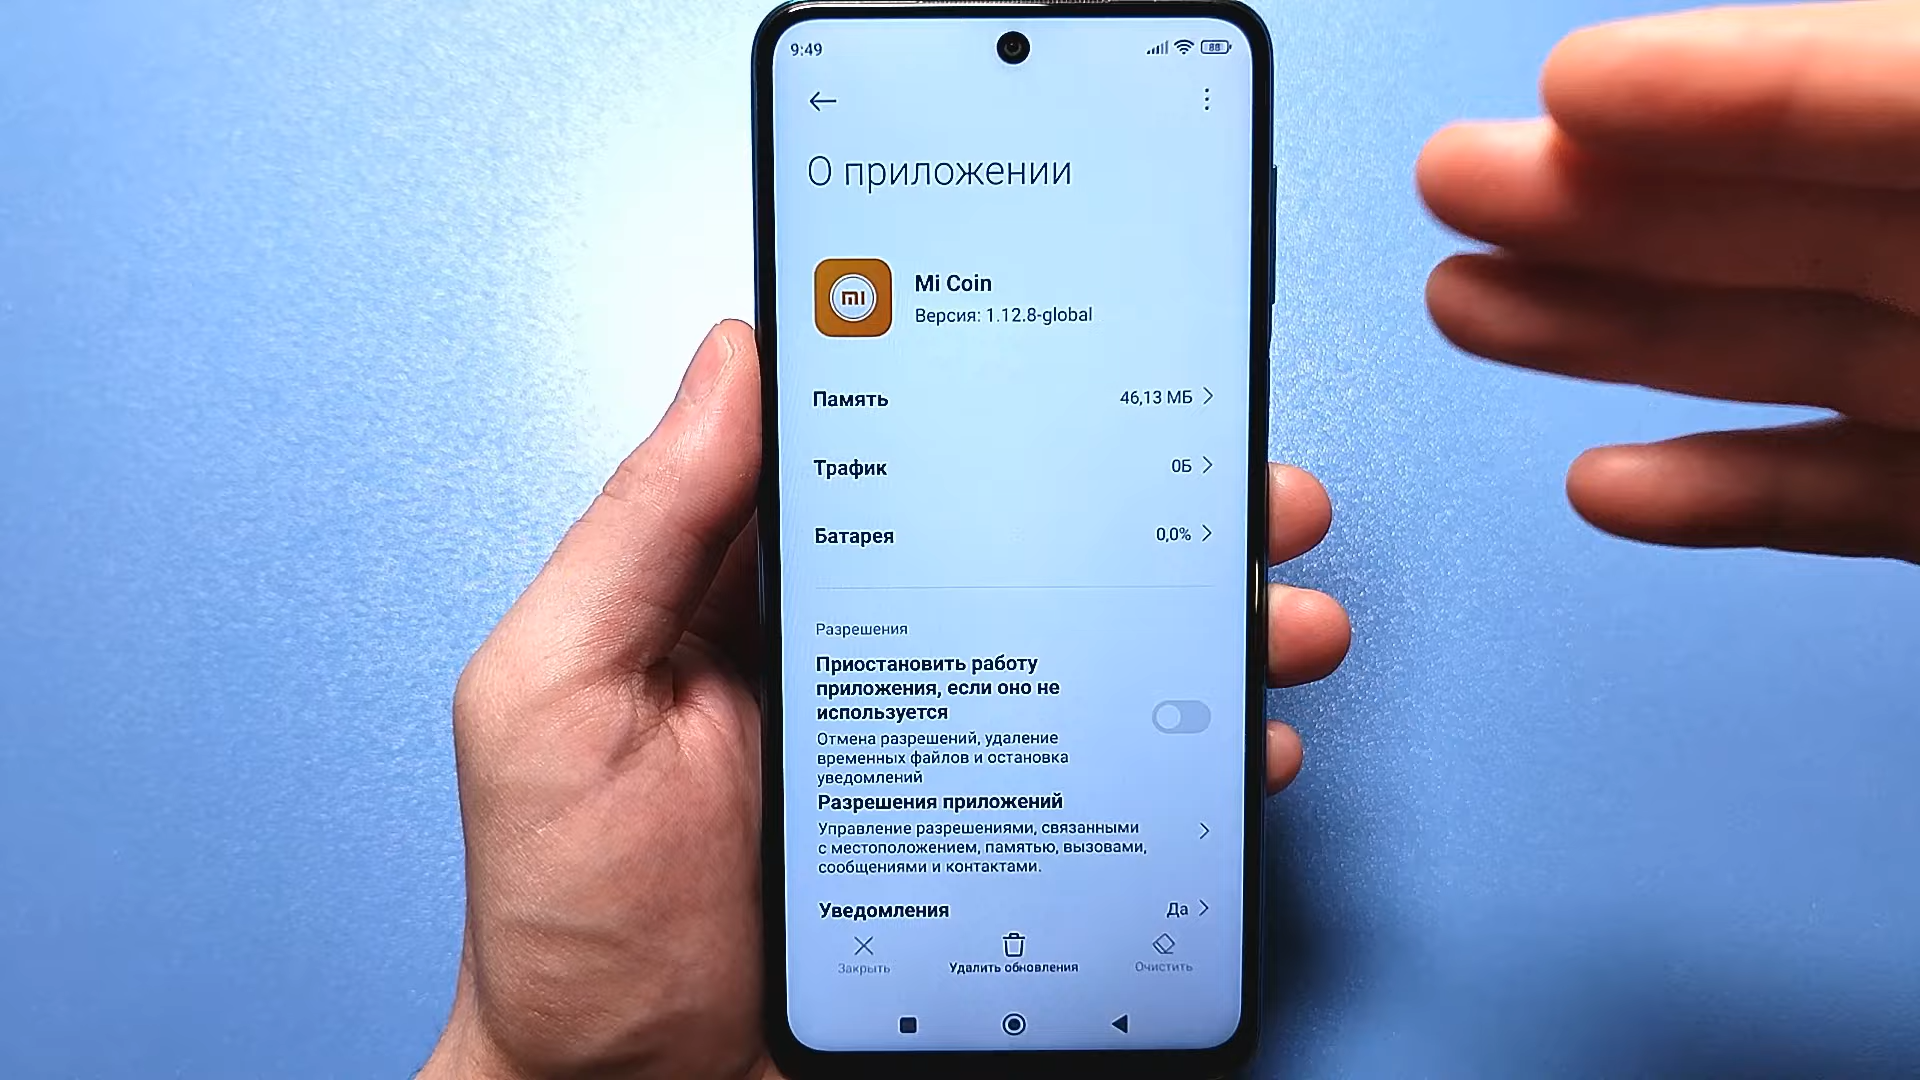 9:49
88
О приложении
mi
Mi Coin
Версия: 1.12.8-global
Память
46,13 МБ
Трафик
0Б
Батарея
0,0%
Разрешения
Приостановить работу
приложения, если оно не
используется
Отмена разрешений, удаление
временных файлов и остановка
уведомлений
Разрешения приложений
Управление разрешениями, связанными
с местоположением, памятью, вызовами,
сообщениями и контактами.
Уведомления
Да
Закрыть
Удалить обновления
Очистить